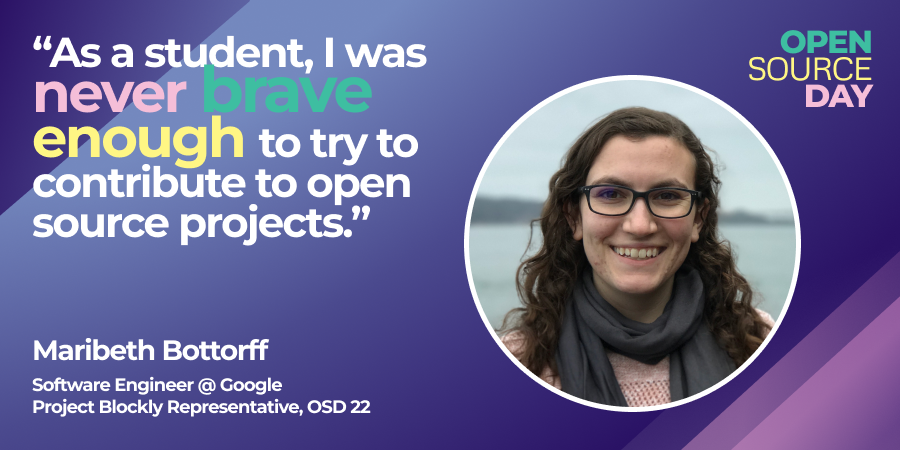 “As a student, I was
never brave
enough to try to
contribute to open
source projects.”
Maribeth Bottorff
Software Engineer @ Google
Project Blockly Representative, OSD 22
OPEN
SOURCE
DAY